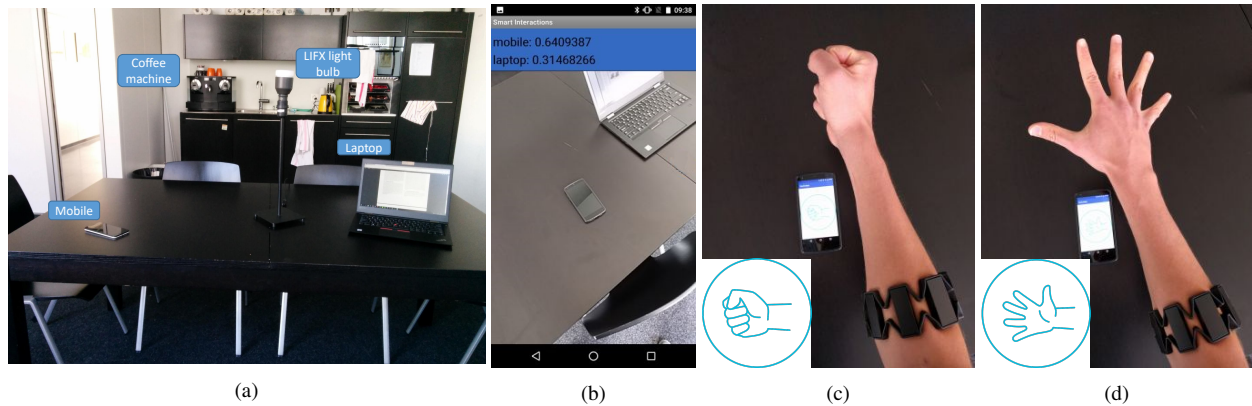 Coffee
machine
LIFX light
bulb
Laptop
Mobile
09:38
Smart Interactions
mobile: 0.6409387
laptop: 0.31468266
(a)
(b)
(c)
(d)